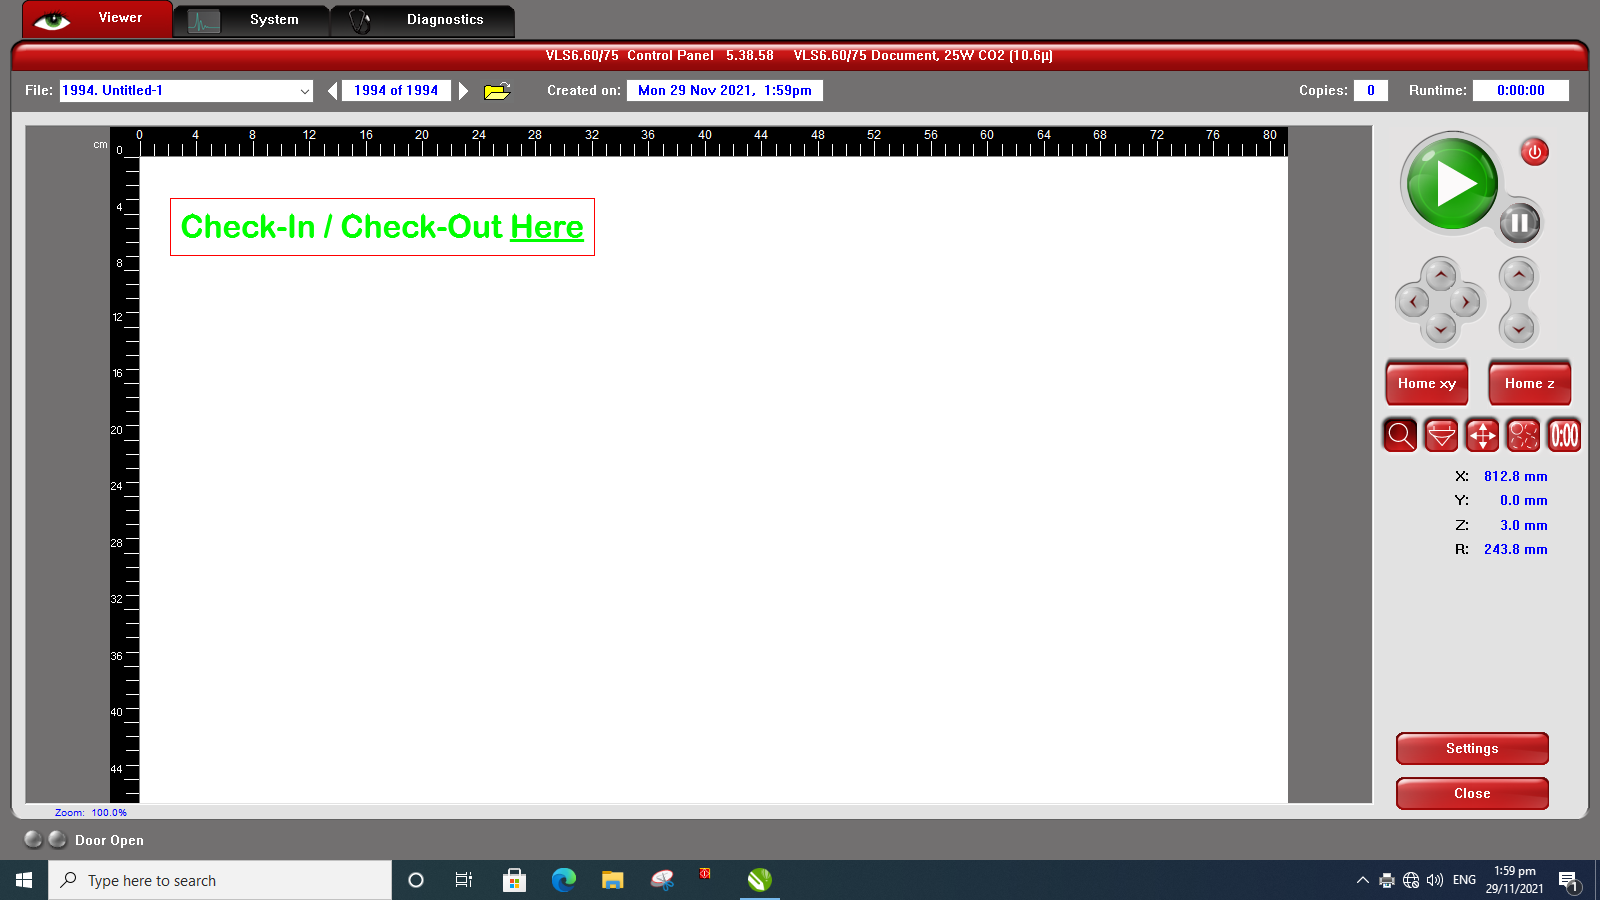 Viewer
System
Diagnostics
VLS6.60/75 Control Panel 5.38.58 VLS6.60/75 Document, 25W CO2 (10.6µ)
File: 1994. Untitled-1 1994 of 1994 Created on: Mon 29 Nov 2021, 1:59pm Copies: 0 Runtime: 0:00:00
0 4 8 12 16 20 24 28 32 36 40 44 48 52 56 60 64 68 72 76 80
cm
0
4
8
12
16
20
24
28
32
36
40
44
Check-In / Check-Out Here
Home xy
Home z
0:00
X: 812.8 mm
Y: 0.0 mm
Z: 3.0 mm
R: 243.8 mm
Settings
Close
Zoom: 100.0%
Door Open
Type here to search
ENG
1:59 pm
29/11/2021
1